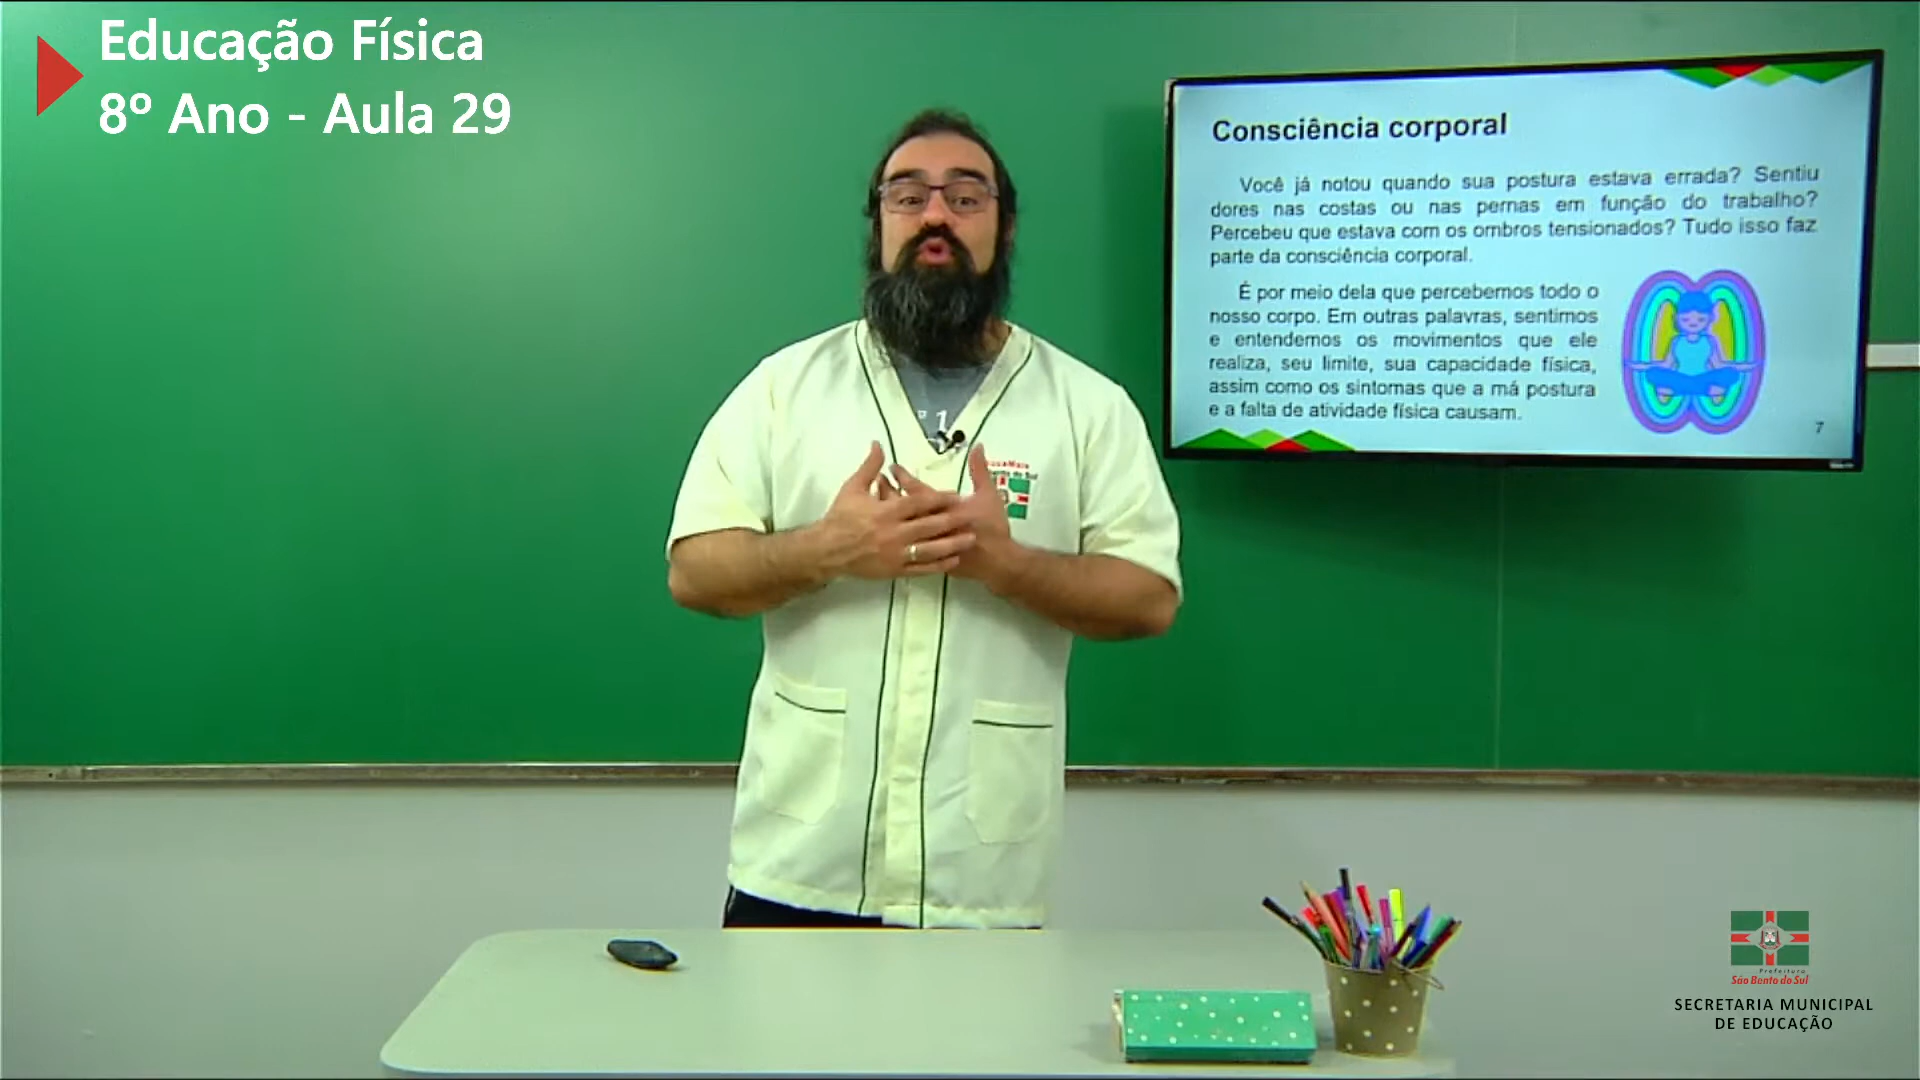 Educação Física
8º Ano - Aula 29
Consciência corporal
Você já notou quando sua postura estava errada? Sentiu
dores nas costas ou nas pernas em função do trabalho?
Percebeu que estava com os ombros tensionados? Tudo isso faz
parte da consciência corporal.
É por meio dela que percebemos todo o
nosso corpo. Em outras palavras, sentimos
e entendemos os movimentos que ele
realiza, seu limite, sua capacidade física,
assim como os sintomas que a má postura
e a falta de atividade física causam.
7
Prefeitura
São Bento do Sul
SECRETARIA MUNICIPAL
DE EDUCAÇÃO